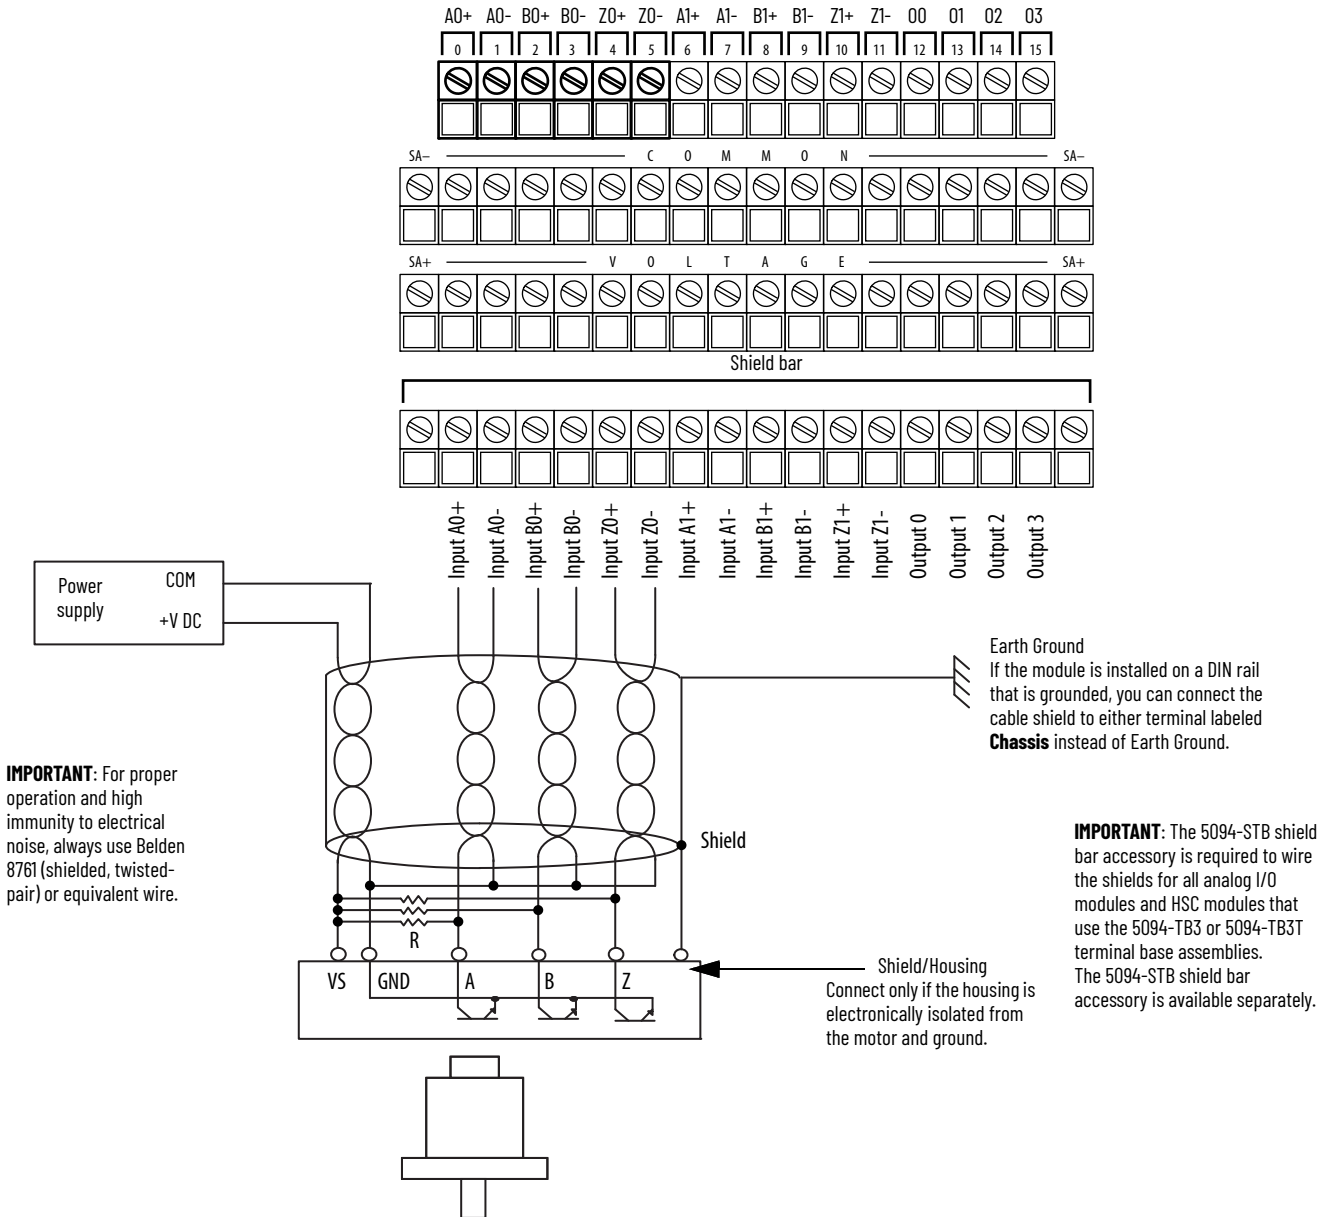 A0+ A0- B0+ B0- Z0+ Z0- A1+ A1- B1+ B1- Z1+ Z1- 00 01 02 03
0 1 2 3 4 5 6 7 8 9 10 11 12 13 14 15
SA– C O M M O N SA–
SA+ V O L T A G E SA+
Shield bar
Input A0+
Input A0-
Input B0+
Input B0-
Input Z0+
Input Z0-
Input A1+
Input A1-
Input B1+
Input B1-
Input Z1+
Input Z1-
Output 0
Output 1
Output 2
Output 3
Power
supply
COM
+V DC
Earth Ground
If the module is installed on a DIN rail
that is grounded, you can connect the
cable shield to either terminal labeled
Chassis instead of Earth Ground.
IMPORTANT: For proper
operation and high
immunity to electrical
noise, always use Belden
8761 (shielded, twisted-
pair) or equivalent wire.
Shield
IMPORTANT: The 5094-STB shield
bar accessory is required to wire
the shields for all analog I/O
modules and HSC modules that
use the 5094-TB3 or 5094-TB3T
terminal base assemblies.
The 5094-STB shield bar
accessory is available separately.
R
VS GND A B Z
Shield/Housing
Connect only if the housing is
electronically isolated from
the motor and ground.